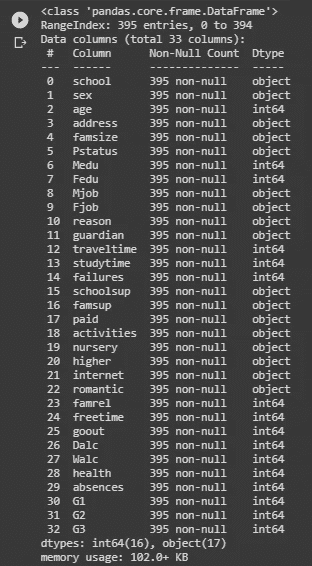 <class 'pandas.core.frame.DataFrame'>
RangeIndex: 395 entries, 0 to 394
Data columns (total 33 columns):
 #   Column      Non-Null Count  Dtype
---  ------      --------------  -----
 0   school      395 non-null    object
 1   sex         395 non-null    object
 2   age         395 non-null    int64
 3   address     395 non-null    object
 4   famsize     395 non-null    object
 5   Pstatus     395 non-null    object
 6   Medu        395 non-null    int64
 7   Fedu        395 non-null    int64
 8   Mjob        395 non-null    object
 9   Fjob        395 non-null    object
 10  reason      395 non-null    object
 11  guardian    395 non-null    object
 12  traveltime  395 non-null    int64
 13  studytime   395 non-null    int64
 14  failures    395 non-null    int64
 15  schoolsup   395 non-null    object
 16  famsup      395 non-null    object
 17  paid        395 non-null    object
 18  activities  395 non-null    object
 19  nursery     395 non-null    object
 20  higher      395 non-null    object
 21  internet    395 non-null    object
 22  romantic    395 non-null    object
 23  famrel      395 non-null    int64
 24  freetime    395 non-null    int64
 25  goout       395 non-null    int64
 26  Dalc        395 non-null    int64
 27  Walc        395 non-null    int64
 28  health      395 non-null    int64
 29  absences    395 non-null    int64
 30  G1          395 non-null    int64
 31  G2          395 non-null    int64
 32  G3          395 non-null    int64
dtypes: int64(16), object(17)
memory usage: 102.0+ KB